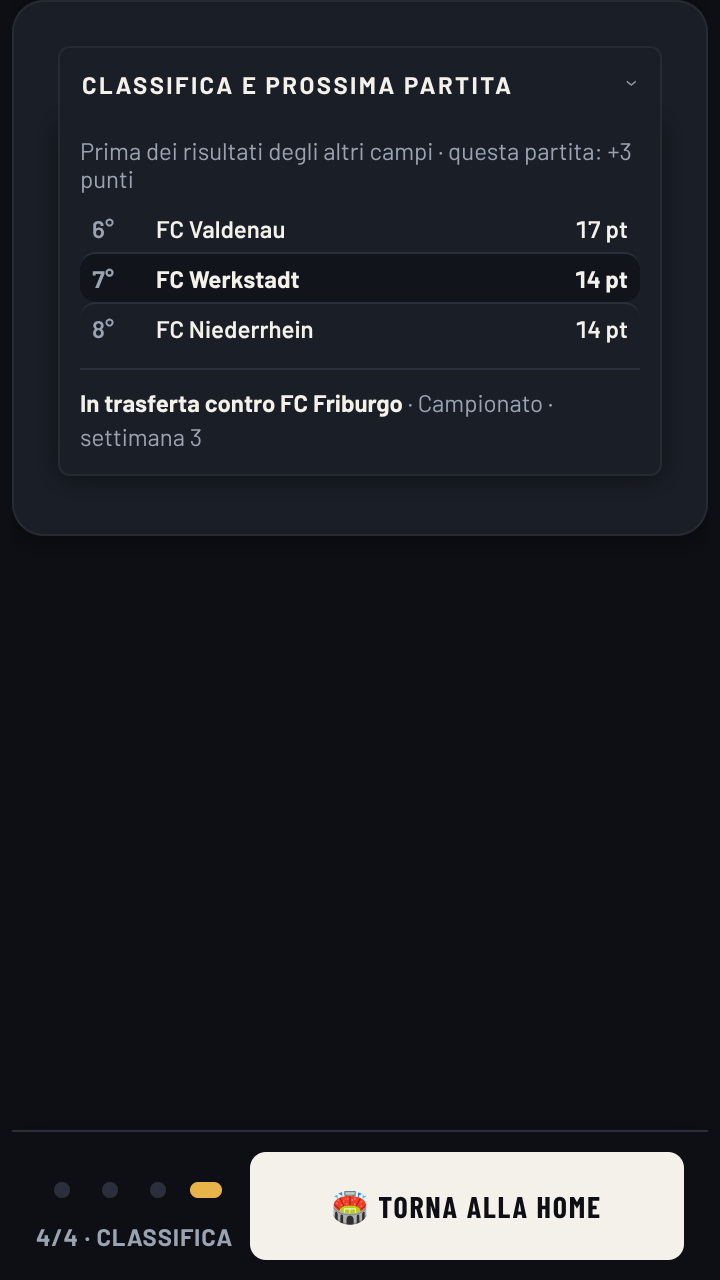 CLASSIFICA E PROSSIMA PARTITA
Prima dei risultati degli altri campi · questa partita: +3
punti
6° FC Valdenau 17 pt
7° FC Werkstadt 14 pt
8° FC Niederrhein 14 pt
In trasferta contro FC Friburgo · Campionato ·
settimana 3
4/4 · CLASSIFICA
TORNA ALLA HOME